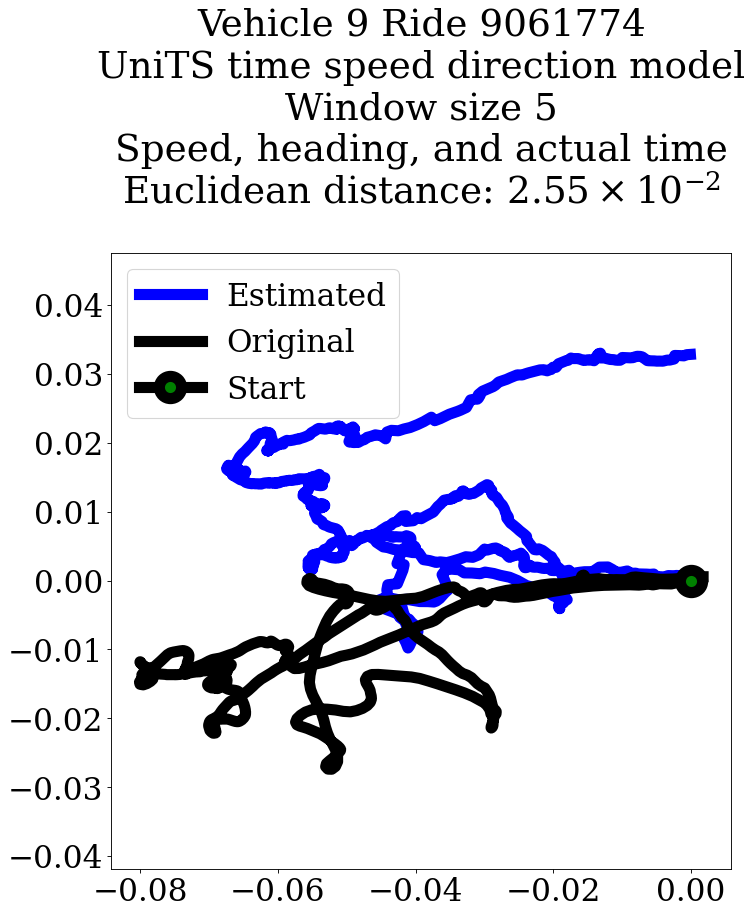 Vehicle 9 Ride 9061774
UniTS time speed direction model
Window size 5
Speed, heading, and actual time
Euclidean distance: 2.55 × 10⁻²
Estimated
Original
Start
0.04
0.03
0.02
0.01
0.00
−0.01
−0.02
−0.03
−0.04
−0.08 −0.06 −0.04 −0.02 0.00